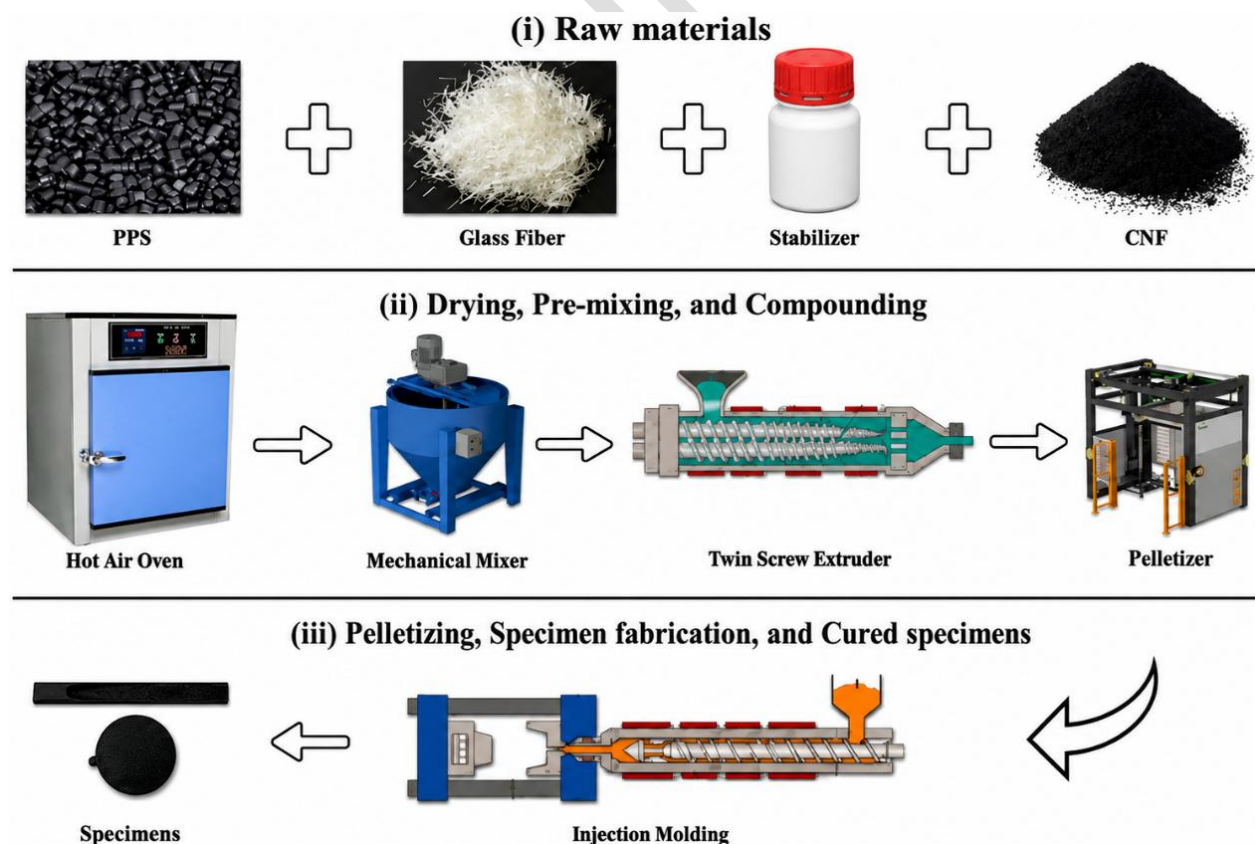 (i) Raw materials
PPS
Glass Fiber
Stabilizer
CNF
(ii) Drying, Pre-mixing, and Compounding
Hot Air Oven
Mechanical Mixer
Twin Screw Extruder
Pelletizer
(iii) Pelletizing, Specimen fabrication, and Cured specimens
Specimens
Injection Molding